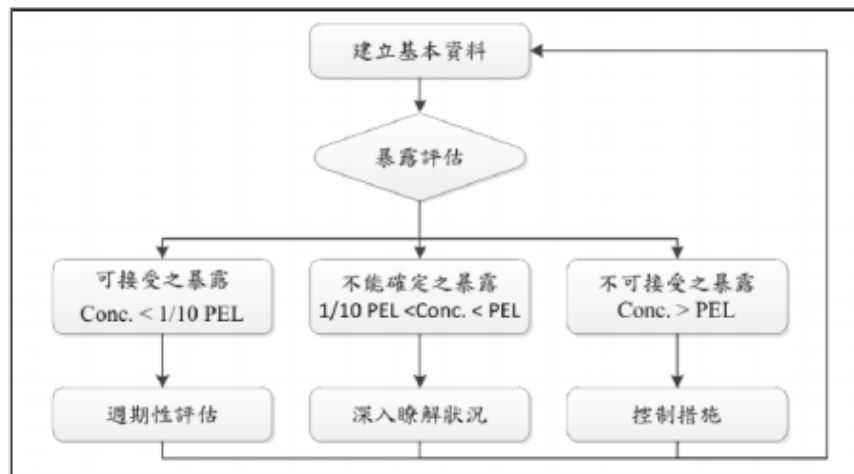 建立基本資料
暴露評估
可接受之暴露
Conc. < 1/10 PEL
不能確定之暴露
1/10 PEL <Conc. < PEL
不可接受之暴露
Conc. > PEL
週期性評估
深入瞭解狀況
控制措施